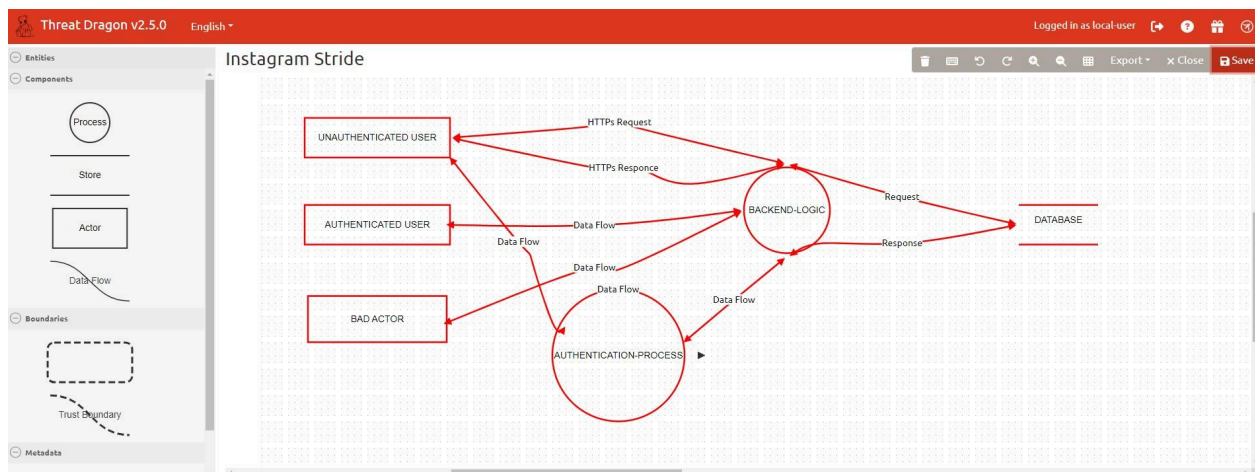 Threat Dragon v2.5.0 English Logged in as local-user
Entities
Components
Process
Store
Actor
Data Flow
Boundaries
Trust Boundary
Metadata
Instagram Stride
Export Close Save
UNAUTHENTICATED USER
HTTPs Request
HTTPs Responce
AUTHENTICATED USER
Data Flow
Data Flow
Data Flow
BAD ACTOR
Data Flow
Data Flow
AUTHENTICATION-PROCESS
BACKEND-LOGIC
Request
Response
DATABASE